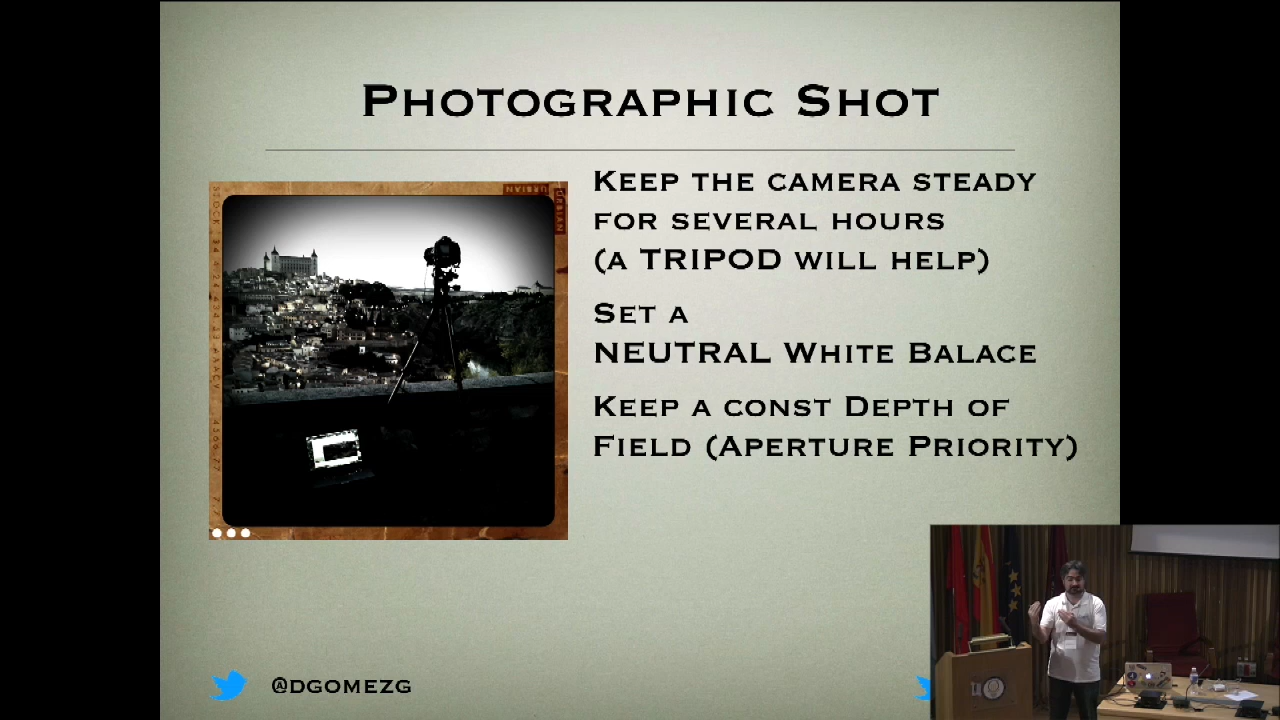 Photographic Shot
Keep the camera steady
for several hours
(a TRIPOD will help)
Set a
NEUTRAL White Balace
Keep a const Depth of
Field (Aperture Priority)
@dgomezg